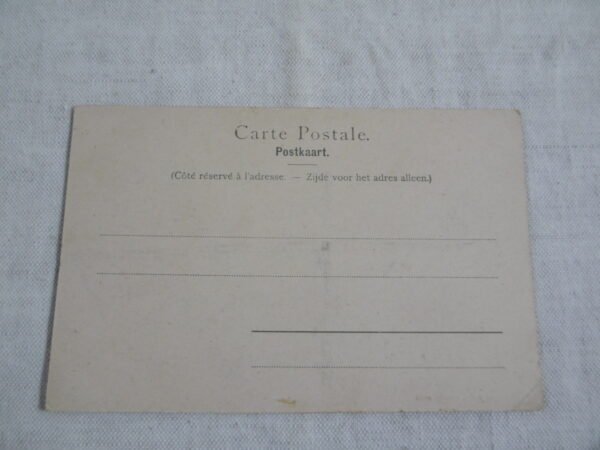 Carte Postale.
Postkaart.
(Côté réservé à l'adresse. — Zijde voor het adres alleen.)